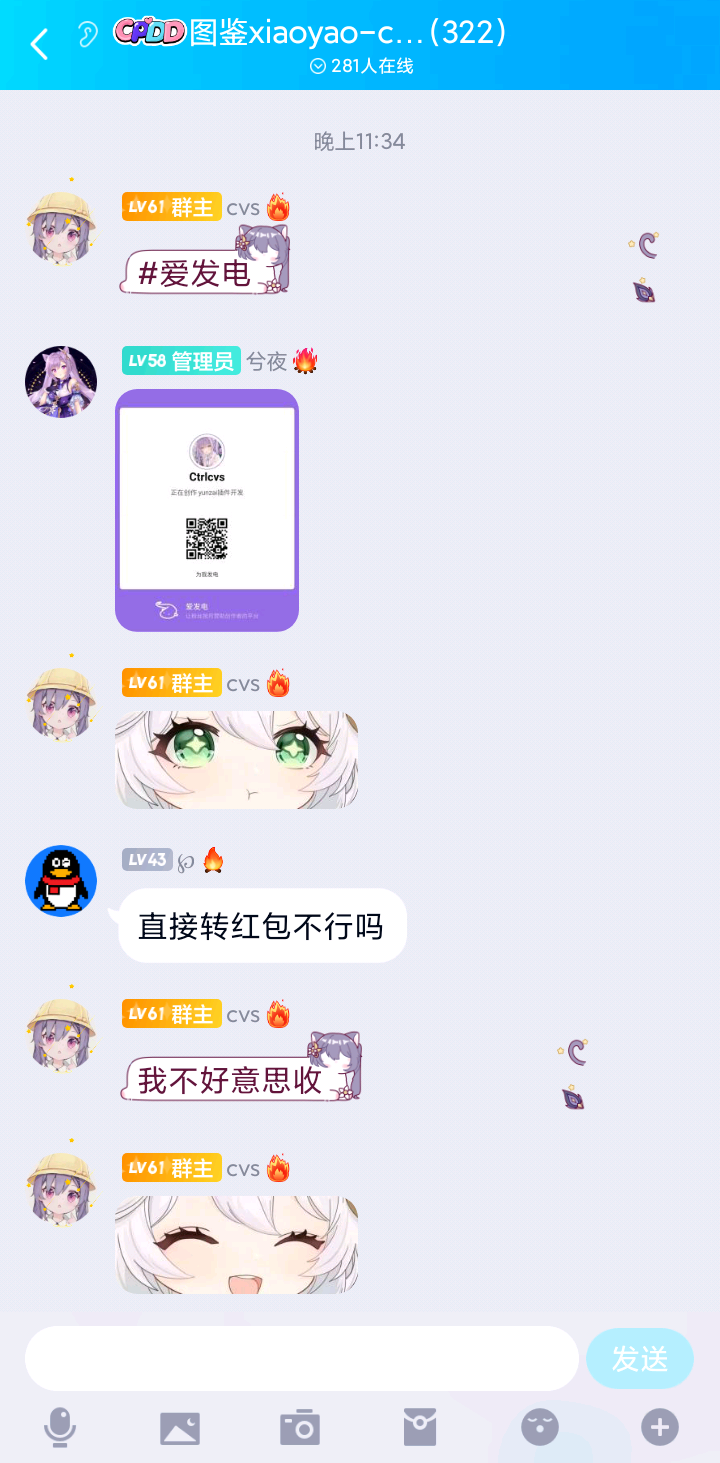 CPDD图鉴xiaoyao-c...(322)
281人在线
晚上11:34
LV61 群主 cvs
#爱发电
LV58 管理员 兮夜
Ctrlcvs
正在创作 yunzai插件开发
为我发电
爱发电
LV61 群主 cvs
LV43 ℘
直接转红包不行吗
LV61 群主 cvs
我不好意思收
LV61 群主 cvs
发送